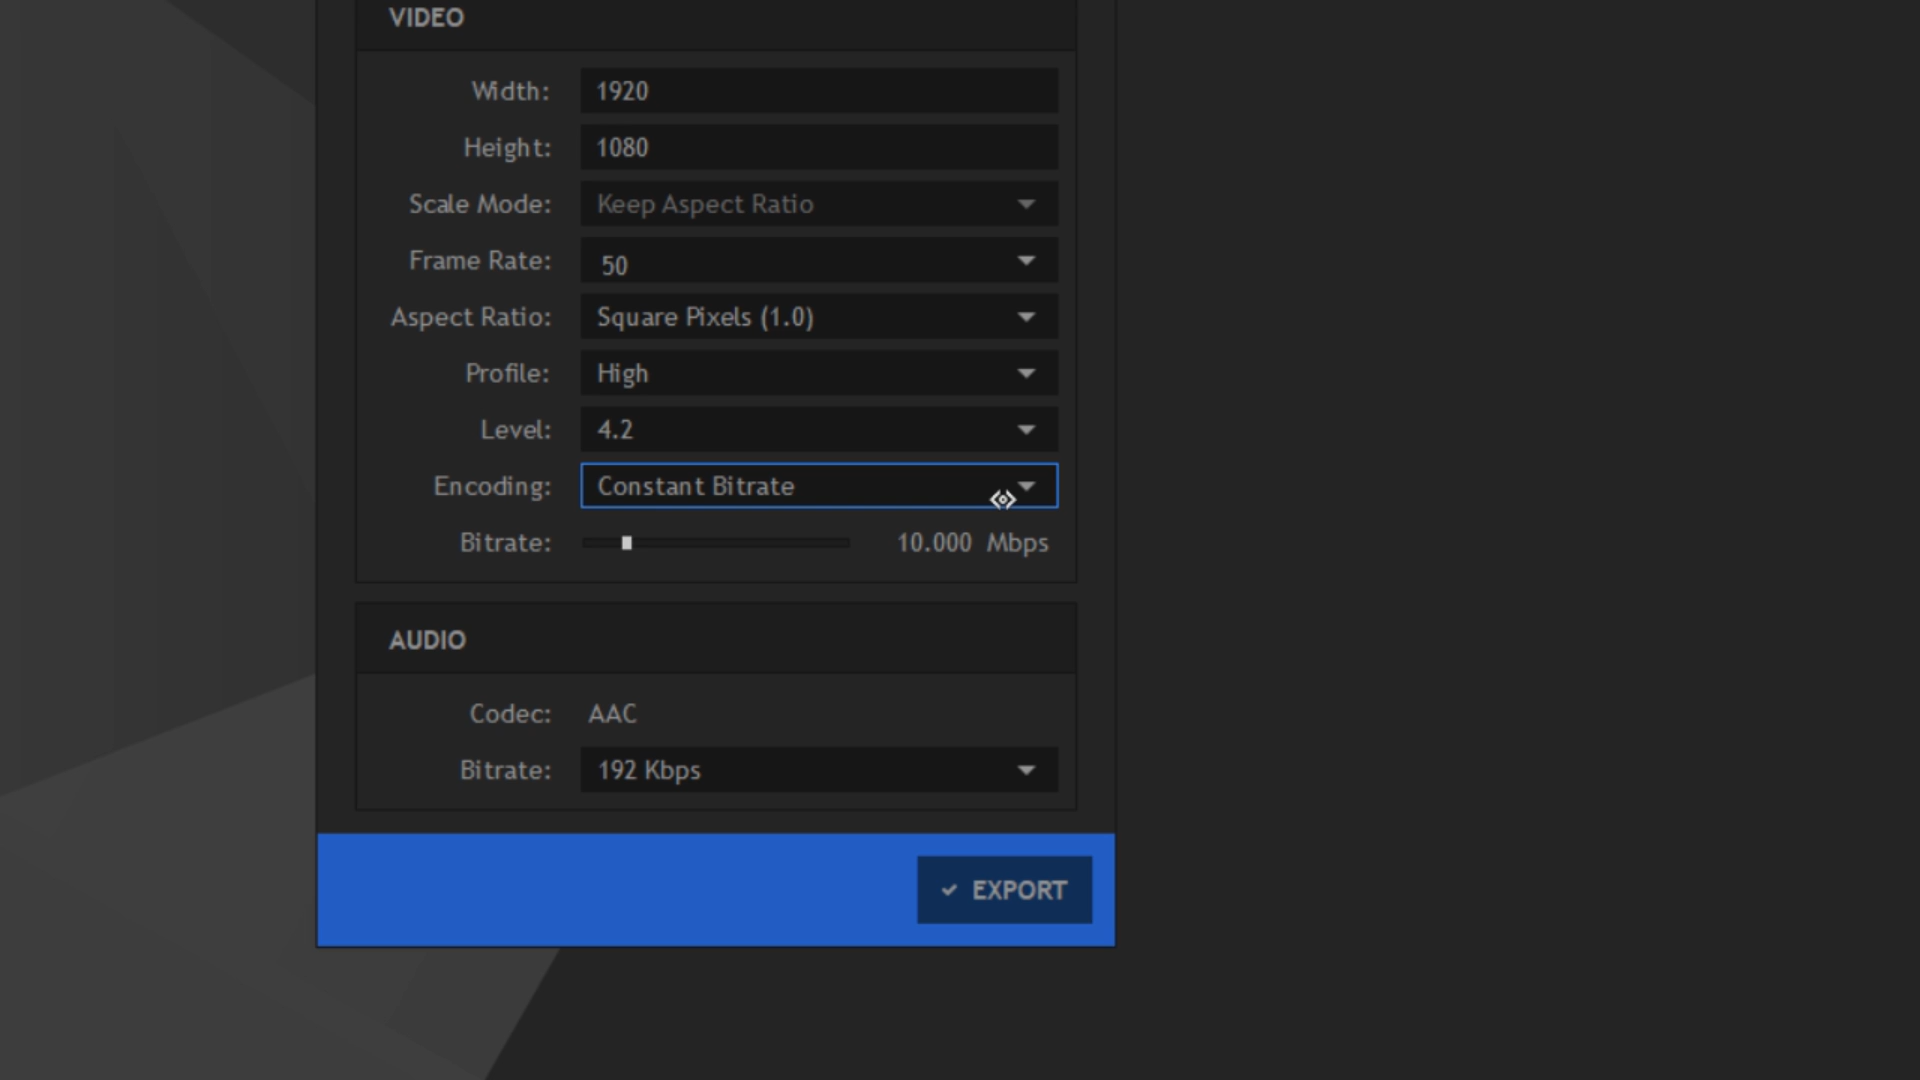 VIDEO
Width: 1920
Height: 1080
Scale Mode: Keep Aspect Ratio
Frame Rate: 50
Aspect Ratio: Square Pixels (1.0)
Profile: High
Level: 4.2
Encoding: Constant Bitrate
Bitrate: 10.000 Mbps
AUDIO
Codec: AAC
Bitrate: 192 Kbps
EXPORT